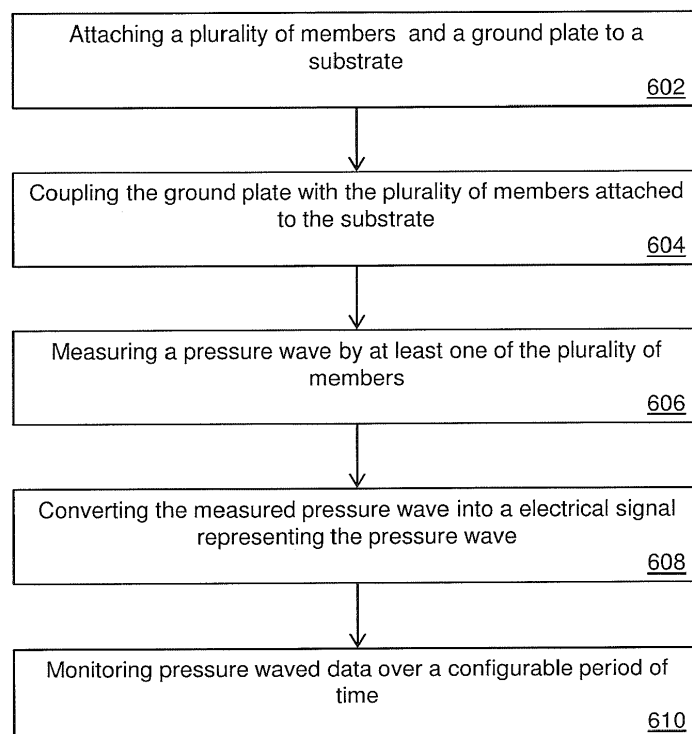 Attaching a plurality of members and a ground plate to a
substrate
602
Coupling the ground plate with the plurality of members attached
to the substrate
604
Measuring a pressure wave by at least one of the plurality of
members
606
Converting the measured pressure wave into a electrical signal
representing the pressure wave
608
Monitoring pressure waved data over a configurable period of
time
610